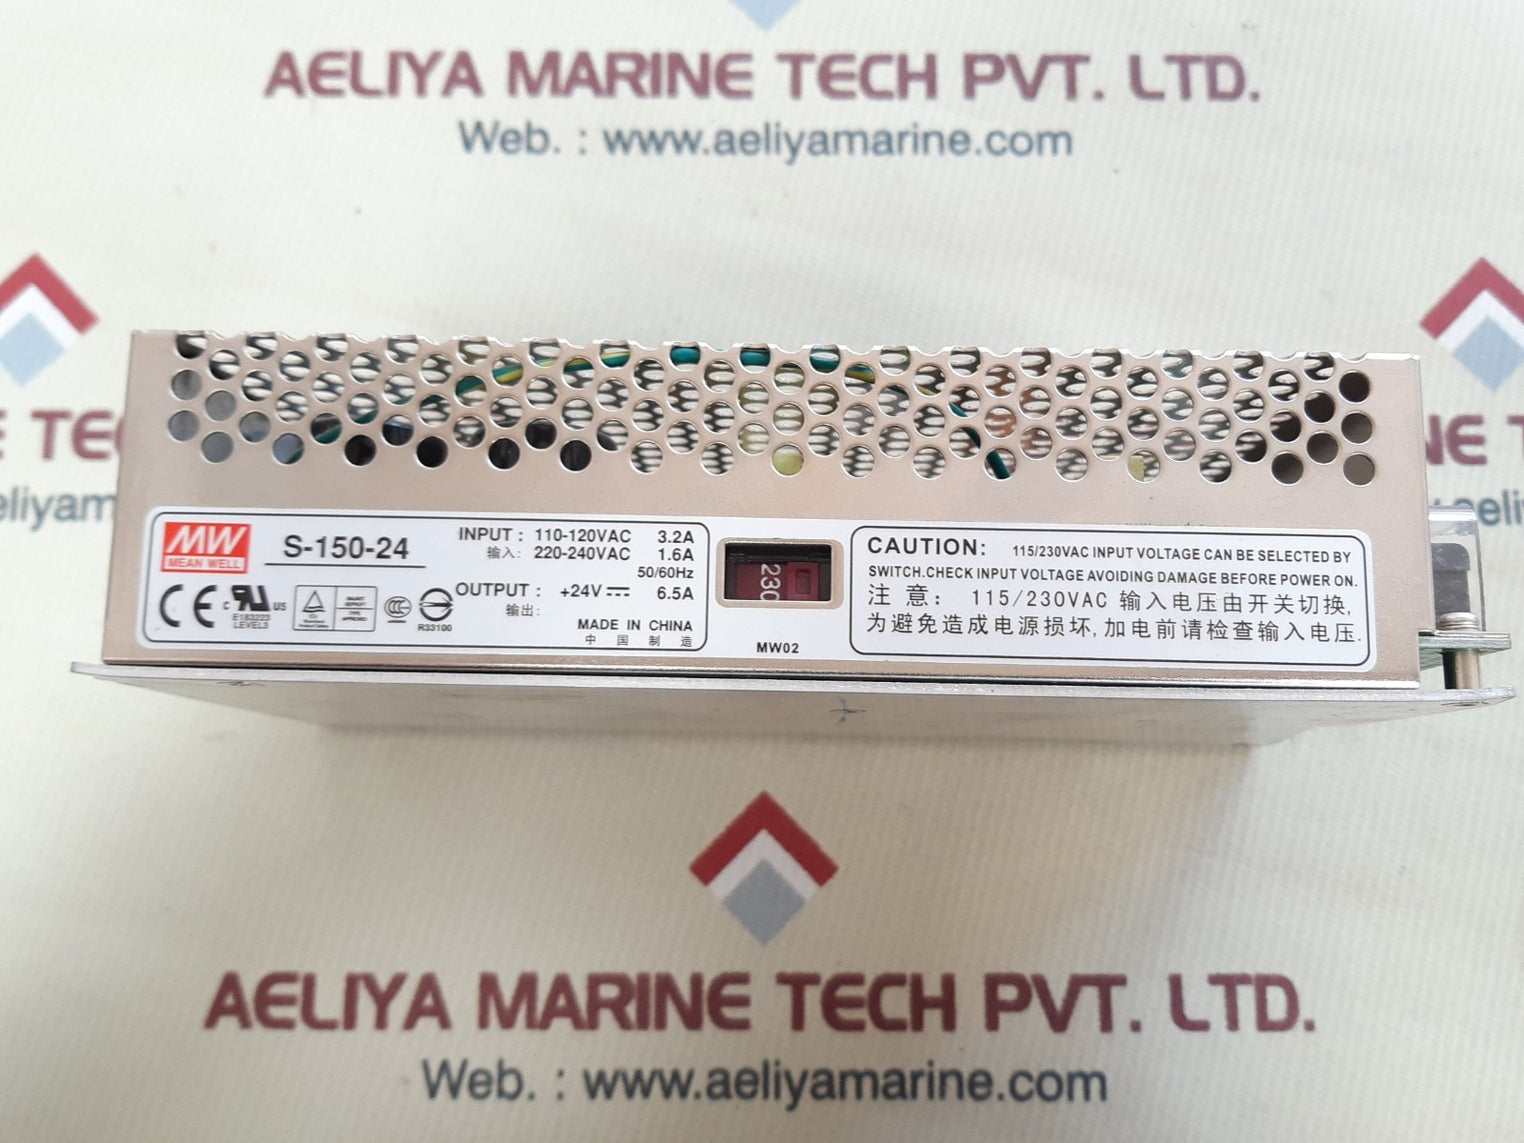 AELIYA MARINE TECH PVT. LTD.
Web. : www.aeliyamarine.com
MW
MEAN WELL
S-150-24
INPUT : 110-120VAC 3.2A
输入: 220-240VAC 1.6A
50/60Hz
OUTPUT : +24V 6.5A
输出:
MADE IN CHINA
中 国 制 造
CE
c UR US
E183223
LEVEL3
R33100
230
MW02
CAUTION: 115/230VAC INPUT VOLTAGE CAN BE SELECTED BY
SWITCH.CHECK INPUT VOLTAGE AVOIDING DAMAGE BEFORE POWER ON.
注 意: 115/230VAC 输入电压由开关切换,
为避免造成电源损坏,加电前请检查输入电压.
AELIYA MARINE TECH PVT. LTD.
Web. : www.aeliyamarine.com